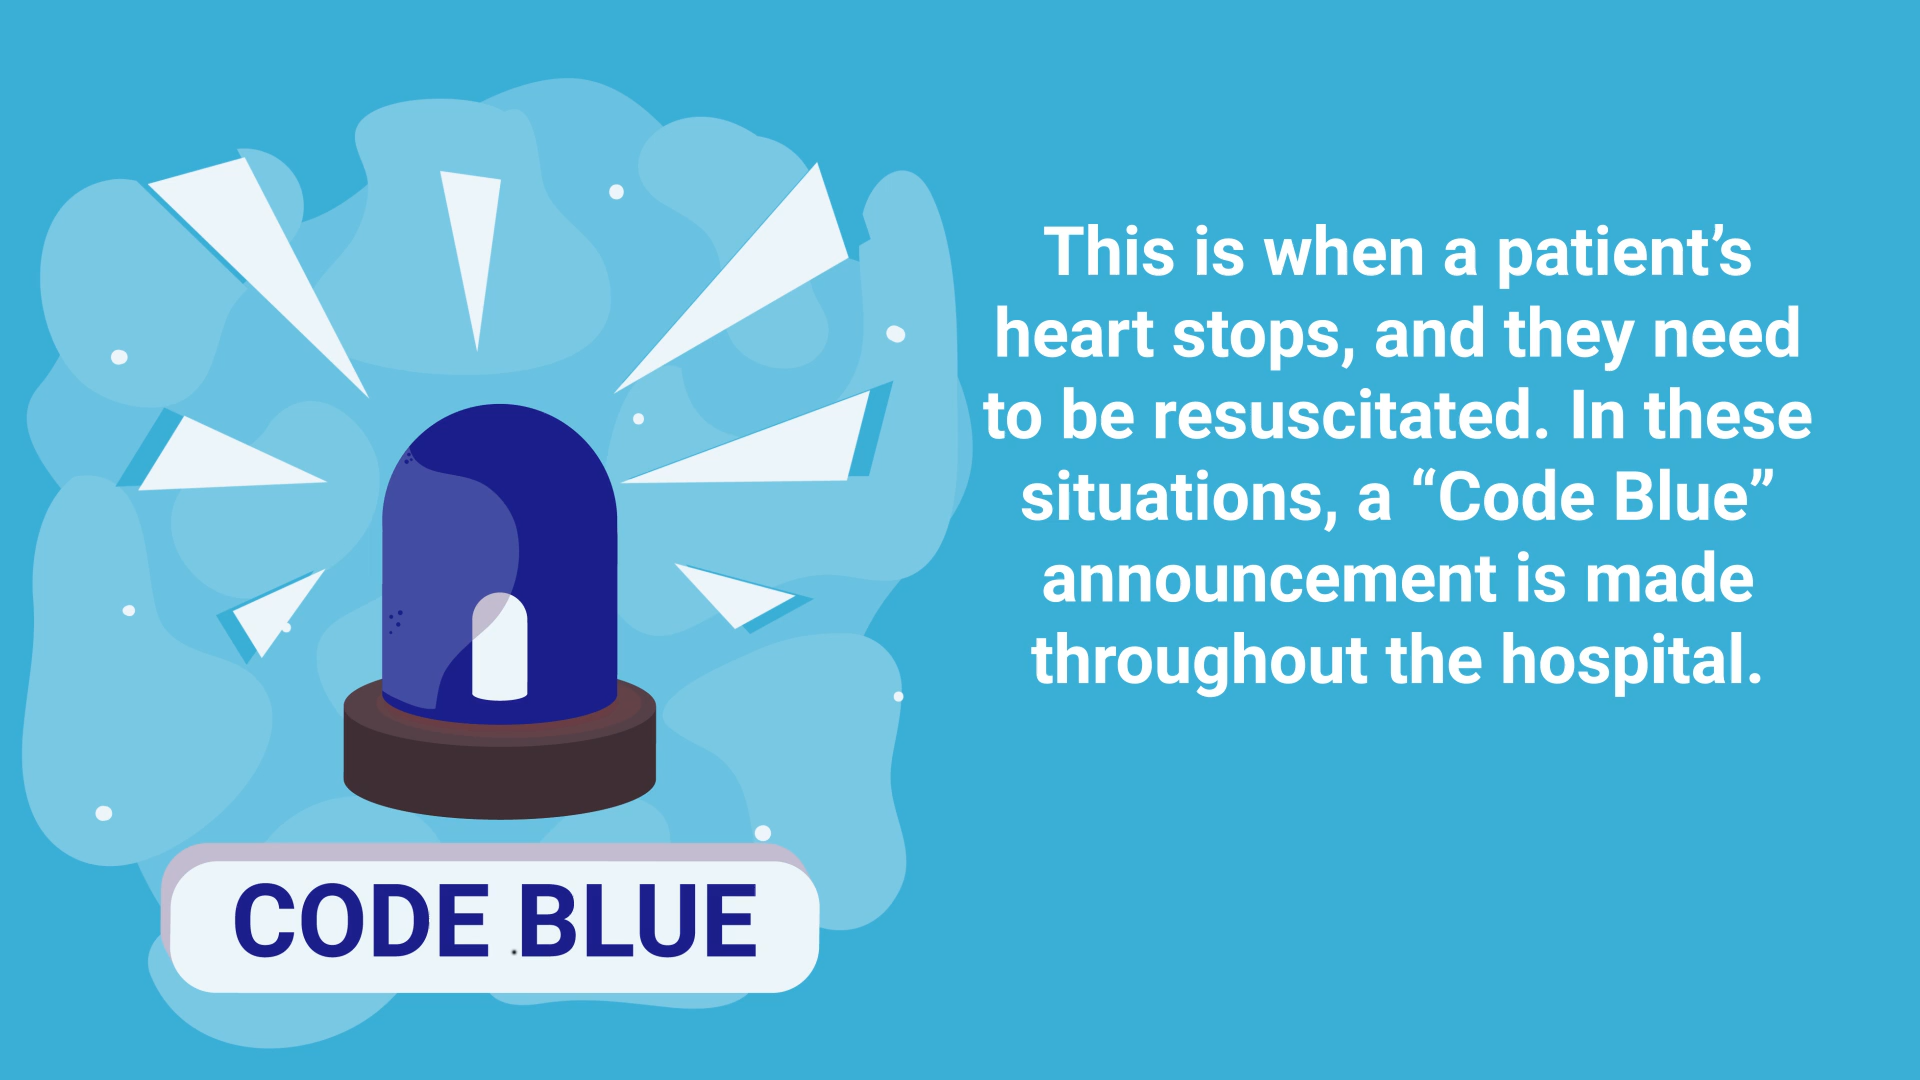 This is when a patient’s
heart stops, and they need
to be resuscitated. In these
situations, a “Code Blue”
announcement is made
throughout the hospital.
CODE BLUE